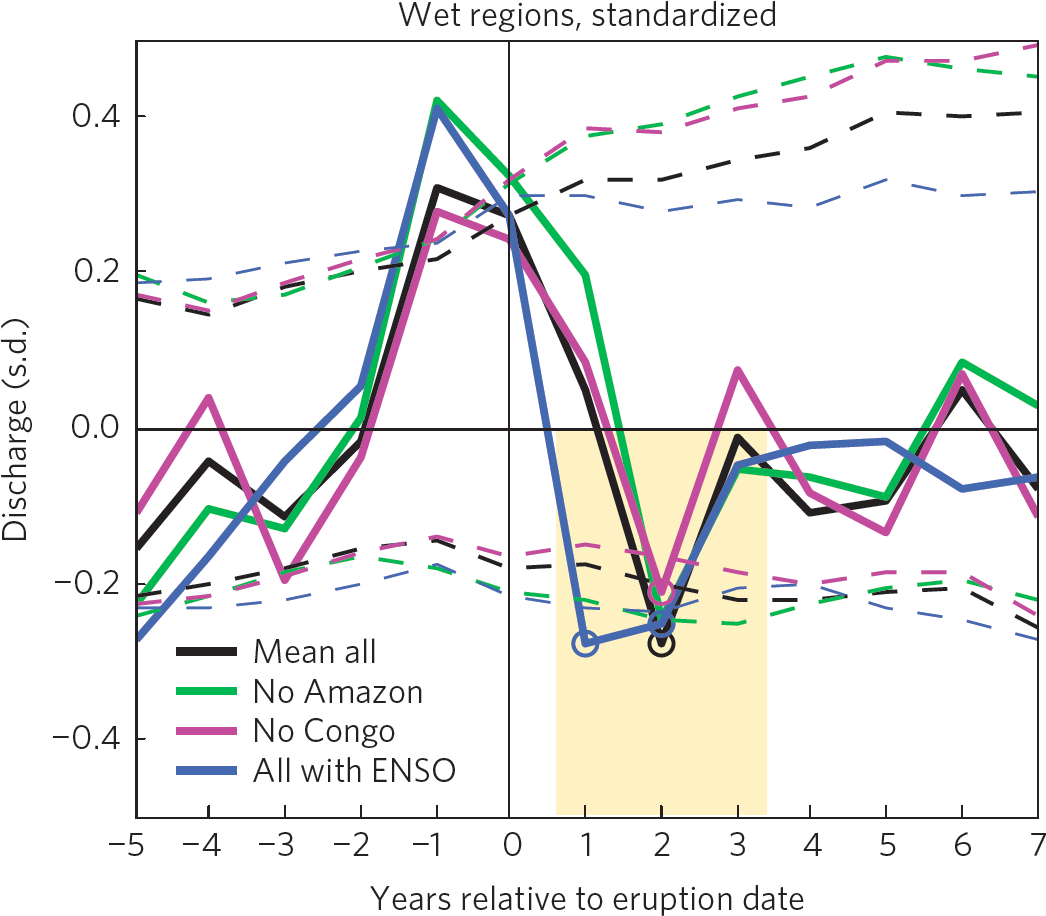 Wet regions, standardized
0.4
0.2
0.0
−0.2
−0.4
Discharge (s.d.)
Mean all
No Amazon
No Congo
All with ENSO
−5 −4 −3 −2 −1 0 1 2 3 4 5 6 7
Years relative to eruption date